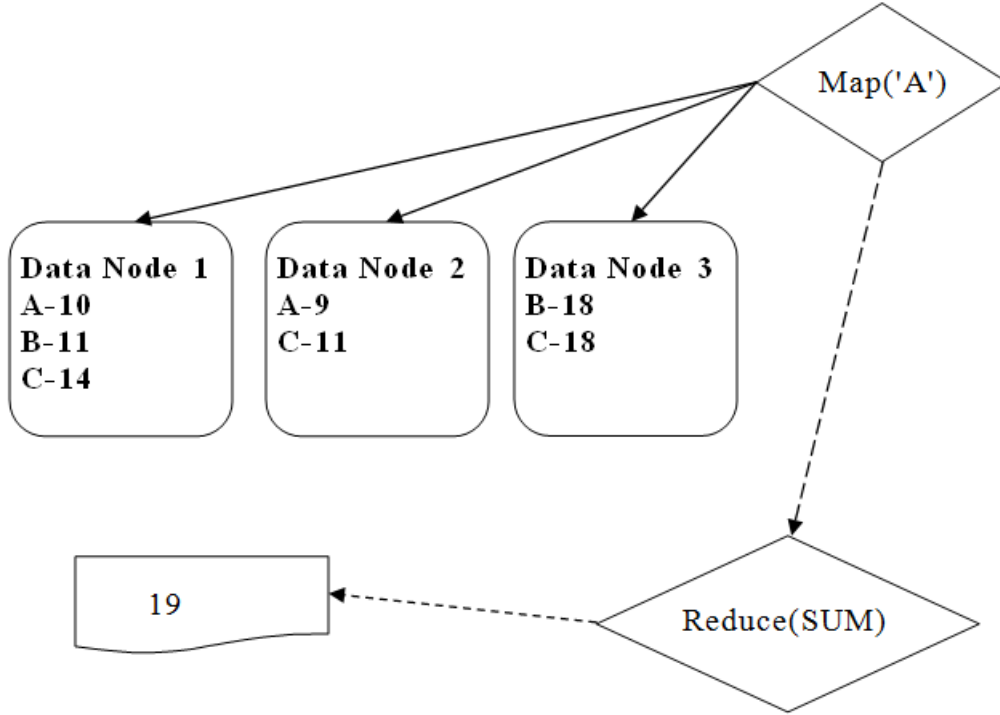 Map('A')
Data Node 1
A-10
B-11
C-14
Data Node 2
A-9
C-11
Data Node 3
B-18
C-18
Reduce(SUM)
19